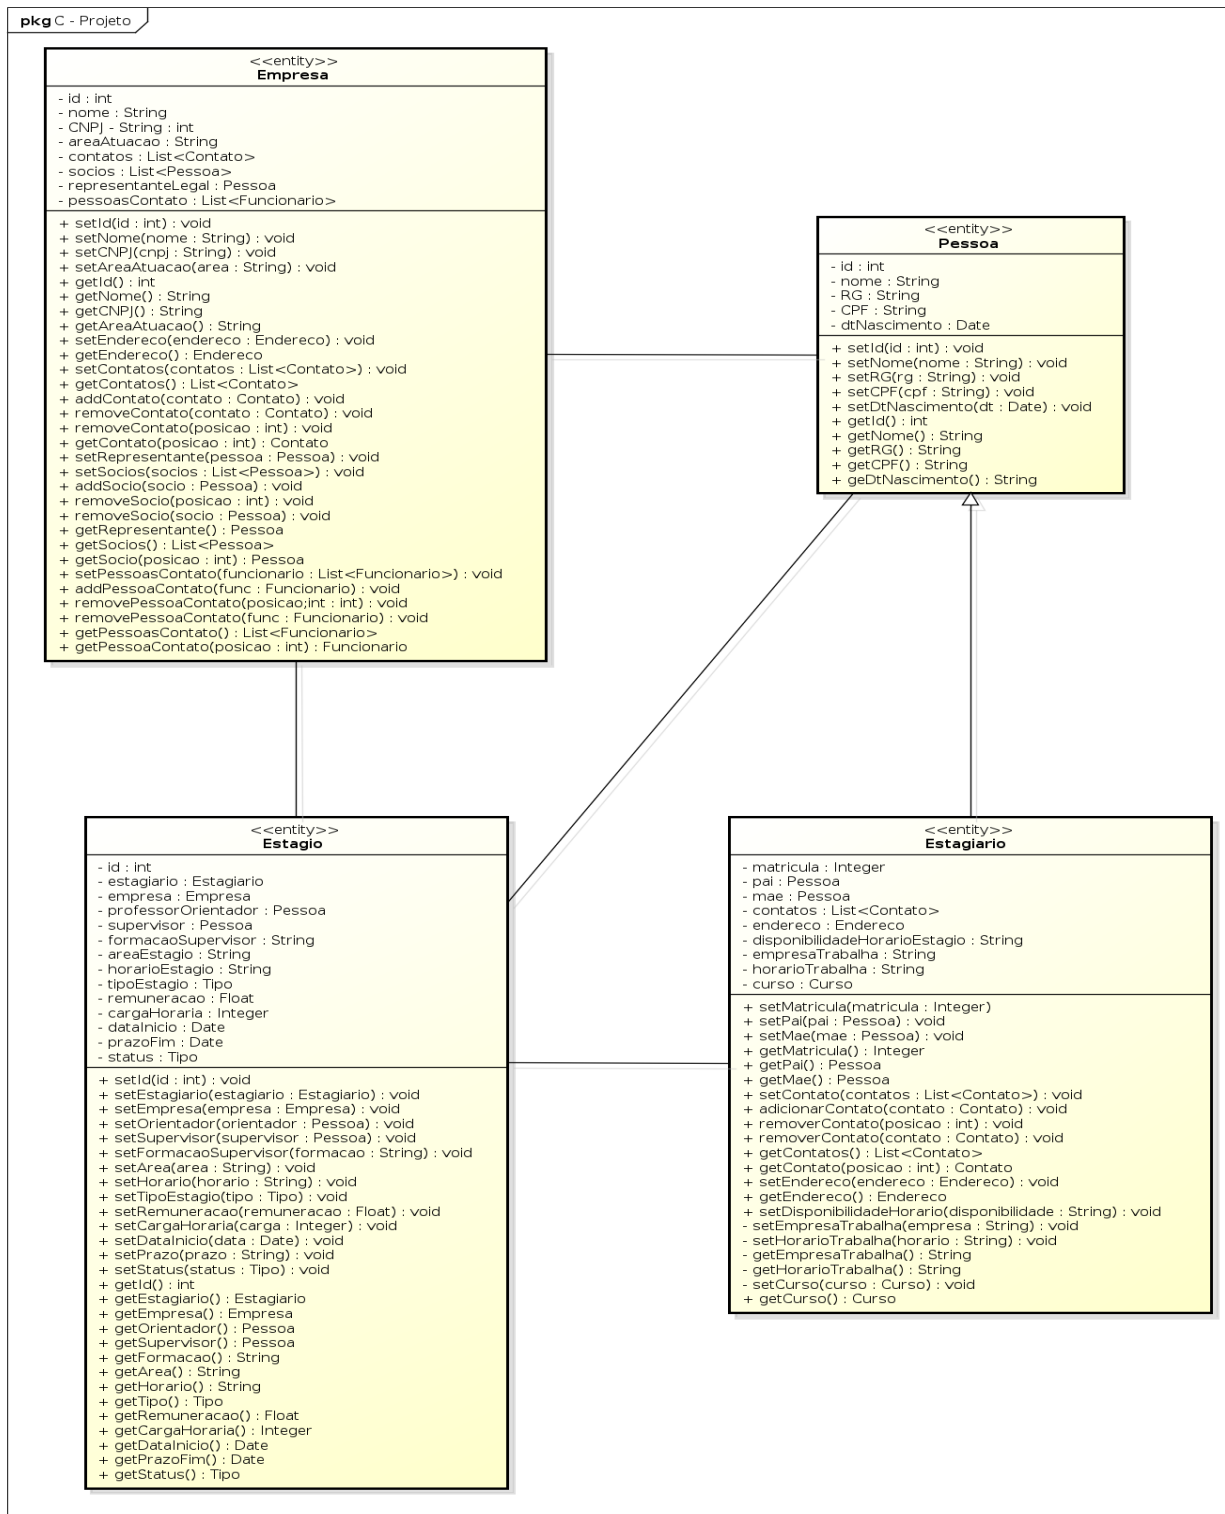 pkg C - Projeto
<<entity>>
Empresa
- id : int
- nome : String
- CNPJ - String : int
- areaAtuacao : String
- contatos : List<Contato>
- socios : List<Pessoa>
- representanteLegal : Pessoa
- pessoasContato : List<Funcionario>
+ setId(id : int) : void
+ setNome(nome : String) : void
+ setCNPJ(cnpj : String) : void
+ setAreaAtuacao(area : String) : void
+ getId() : int
+ getNome() : String
+ getCNPJ() : String
+ getAreaAtuacao() : String
+ setEndereco(endereco : Endereco) : void
+ getEndereco() : Endereco
+ setContatos(contatos : List<Contato>) : void
+ getContatos() : List<Contato>
+ addContato(contato : Contato) : void
+ removeContato(contato : Contato) : void
+ removeContato(posicao : int) : void
+ getContato(posicao : int) : Contato
+ setRepresentante(pessoa : Pessoa) : void
+ setSocios(socios : List<Pessoa>) : void
+ addSocio(socio : Pessoa) : void
+ removeSocio(posicao : int) : void
+ removeSocio(socio : Pessoa) : void
+ getRepresentante() : Pessoa
+ getSocios() : List<Pessoa>
+ getSocio(posicao : int) : Pessoa
+ setPessoasContato(funcionario : List<Funcionario>) : void
+ addPessoaContato(func : Funcionario) : void
+ removePessoaContato(posicao;int : int) : void
+ removePessoaContato(func : Funcionario) : void
+ getPessoasContato() : List<Funcionario>
+ getPessoaContato(posicao : int) : Funcionario
<<entity>>
Pessoa
- id : int
- nome : String
- RG : String
- CPF : String
- dtNascimento : Date
+ setId(id : int) : void
+ setNome(nome : String) : void
+ setRG(rg : String) : void
+ setCPF(cpf : String) : void
+ setDtNascimento(dt : Date) : void
+ getId() : int
+ getNome() : String
+ getRG() : String
+ getCPF() : String
+ geDtNascimento() : String
<<entity>>
Estagio
- id : int
- estagiario : Estagiario
- empresa : Empresa
- professorOrientador : Pessoa
- supervisor : Pessoa
- formacaoSupervisor : String
- areaEstagio : String
- horarioEstagio : String
- tipoEstagio : Tipo
- remuneracao : Float
- cargaHoraria : Integer
- dataInicio : Date
- prazoFim : Date
- status : Tipo
+ setId(id : int) : void
+ setEstagiario(estagiario : Estagiario) : void
+ setEmpresa(empresa : Empresa) : void
+ setOrientador(orientador : Pessoa) : void
+ setSupervisor(supervisor : Pessoa) : void
+ setFormacaoSupervisor(formacao : String) : void
+ setArea(area : String) : void
+ setHorario(horario : String) : void
+ setTipoEstagio(tipo : Tipo) : void
+ setRemuneracao(remuneracao : Float) : void
+ setCargaHoraria(carga : Integer) : void
+ setDataInicio(data : Date) : void
+ setPrazo(prazo : String) : void
+ setStatus(status : Tipo) : void
+ getId() : int
+ getEstagiario() : Estagiario
+ getEmpresa() : Empresa
+ getOrientador() : Pessoa
+ getSupervisor() : Pessoa
+ getFormacao() : String
+ getArea() : String
+ getHorario() : String
+ getTipo() : Tipo
+ getRemuneracao() : Float
+ getCargaHoraria() : Integer
+ getDataInicio() : Date
+ getPrazoFim() : Date
+ getStatus() : Tipo
<<entity>>
Estagiario
- matricula : Integer
- pai : Pessoa
- mae : Pessoa
- contatos : List<Contato>
- endereco : Endereco
- disponibilidadeHorarioEstagio : String
- empresaTrabalha : String
- horarioTrabalha : String
- curso : Curso
+ setMatricula(matricula : Integer)
+ setPai(pai : Pessoa) : void
+ setMae(mae : Pessoa) : void
+ getMatricula() : Integer
+ getPai() : Pessoa
+ getMae() : Pessoa
+ setContato(contatos : List<Contato>) : void
+ adicionarContato(contato : Contato) : void
+ removerContato(posicao : int) : void
+ removerContato(contato : Contato) : void
+ getContatos() : List<Contato>
+ getContato(posicao : int) : Contato
+ setEndereco(endereco : Endereco) : void
+ getEndereco() : Endereco
+ setDisponibilidadeHorario(disponibilidade : String) : void
- setEmpresaTrabalha(empresa : String) : void
- setHorarioTrabalha(horario : String) : void
- getEmpresaTrabalha() : String
- getHorarioTrabalha() : String
- setCurso(curso : Curso) : void
+ getCurso() : Curso